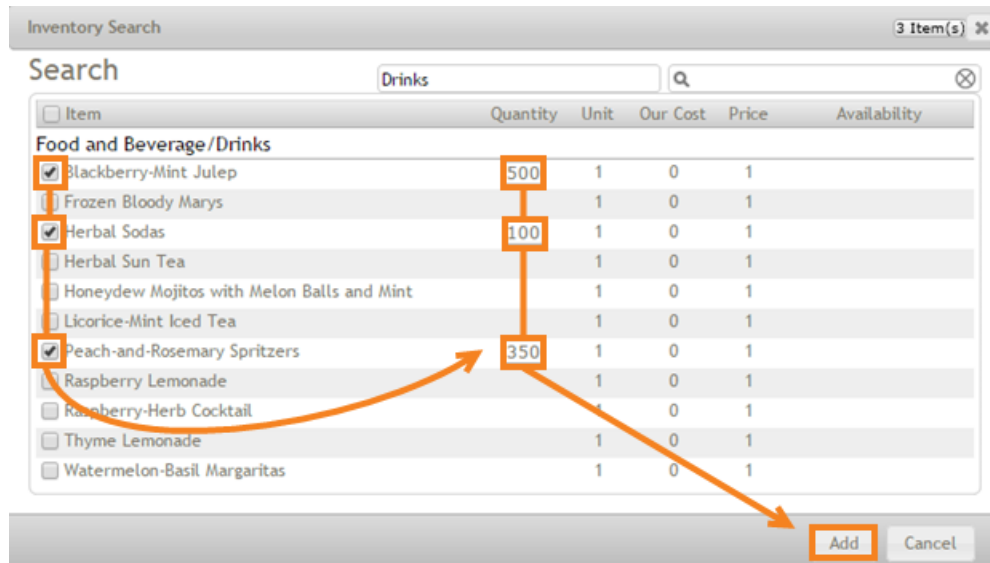 Inventory Search 3 Item(s)
Search Drinks
Item Quantity Unit Our Cost Price Availability
Food and Beverage/Drinks
Blackberry-Mint Julep 500 1 0 1
Frozen Bloody Marys 1 0 1
Herbal Sodas 100 1 0 1
Herbal Sun Tea 1 0 1
Honeydew Mojitos with Melon Balls and Mint 1 0 1
Licorice-Mint Iced Tea 1 0 1
Peach-and-Rosemary Spritzers 350 1 0 1
Raspberry Lemonade 1 0 1
Raspberry-Herb Cocktail 1 0 1
Thyme Lemonade 1 0 1
Watermelon-Basil Margaritas 1 0 1
Add Cancel